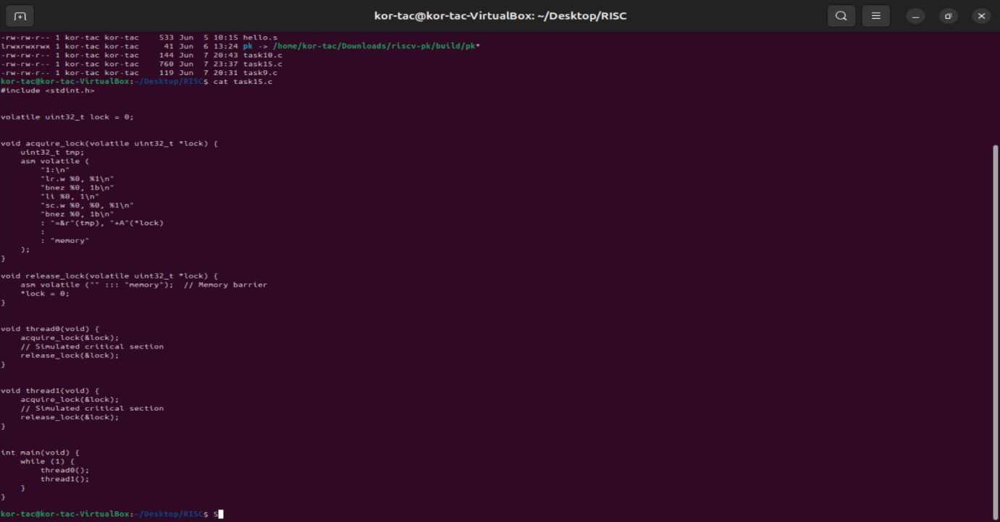 kor-tac@kor-tac-VirtualBox: ~/Desktop/RISC
-rw-rw-r-- 1 kor-tac kor-tac    533 Jun  5 10:15 hello.s
lrwxrwxrwx 1 kor-tac kor-tac     41 Jun  6 13:24 pk -> /home/kor-tac/Downloads/riscv-pk/build/pk*
-rw-rw-r-- 1 kor-tac kor-tac    144 Jun  7 20:43 task10.c
-rw-rw-r-- 1 kor-tac kor-tac    760 Jun  7 23:37 task15.c
-rw-rw-r-- 1 kor-tac kor-tac    119 Jun  7 20:31 task9.c
kor-tac@kor-tac-VirtualBox:~/Desktop/RISC$ cat task15.c
#include <stdint.h>
volatile uint32_t lock = 0;
void acquire_lock(volatile uint32_t *lock) {
    uint32_t tmp;
    asm volatile (
        "1:\n"
        "lr.w %0, %1\n"
        "bnez %0, 1b\n"
        "li %0, 1\n"
        "sc.w %0, %0, %1\n"
        "bnez %0, 1b\n"
        : "=&r"(tmp), "+A"(*lock)
        :
        : "memory"
    );
}
void release_lock(volatile uint32_t *lock) {
    asm volatile ("" ::: "memory");  // Memory barrier
    *lock = 0;
}
void thread0(void) {
    acquire_lock(&lock);
    // Simulated critical section
    release_lock(&lock);
}
void thread1(void) {
    acquire_lock(&lock);
    // Simulated critical section
    release_lock(&lock);
}
int main(void) {
    while (1) {
        thread0();
        thread1();
    }
}
kor-tac@kor-tac-VirtualBox:~/Desktop/RISC$ S